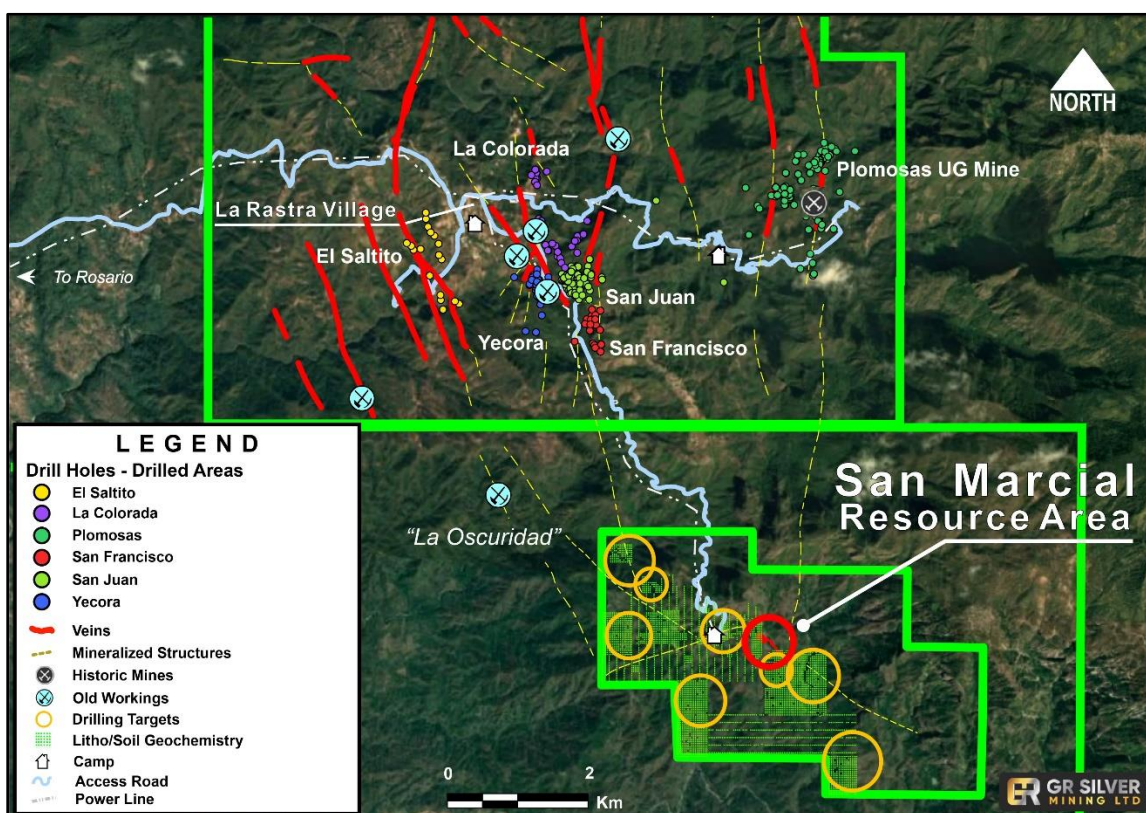 NORTH
La Colorada
Plomosas UG Mine
La Rastra Village
El Saltito
To Rosario
San Juan
Yecora
San Francisco
LEGEND
Drill Holes - Drilled Areas
El Saltito
La Colorada
Plomosas
San Francisco
San Juan
Yecora
Veins
Mineralized Structures
Historic Mines
Old Workings
Drilling Targets
Litho/Soil Geochemistry
Camp
Access Road
Power Line
San Marcial
Resource Area
“La Oscuridad”
0 2
Km
GR SILVER
MINING LTD